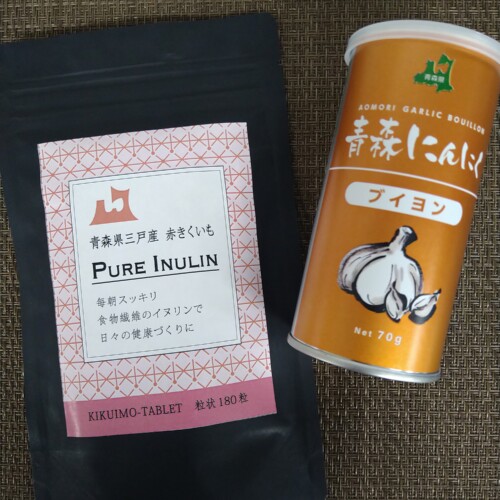 青森県三戸産 赤きくいも
PURE INULIN
毎朝スッキリ
食物繊維のイヌリンで
日々の健康づくりに
KIKUIMO-TABLET 粒状180粒
青森産
AOMORI GARLIC BOUILLON
青森にんにく
ブイヨン
Net 70g